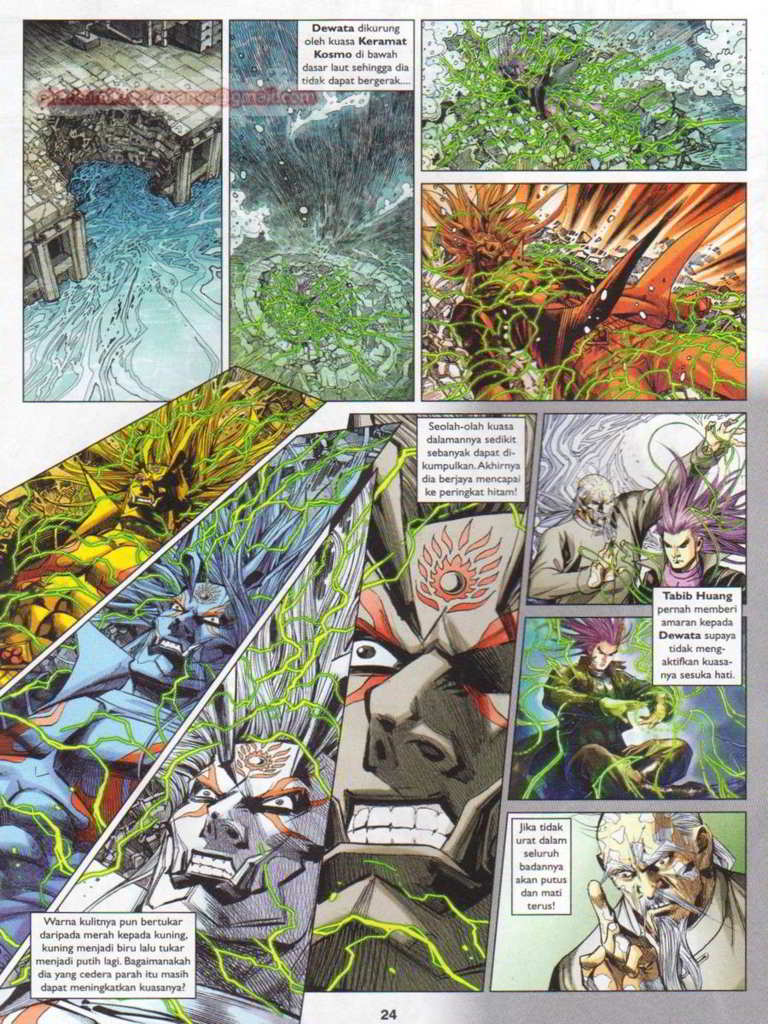 Dewata dikurung
oleh kuasa Keramat
Kosmo di bawah
dasar laut sehingga dia
tidak dapat bergerak....
Seolah-olah kuasa
dalamannya sedikit
sebanyak dapat di-
kumpulkan. Akhirnya
dia berjaya mencapai
ke peringkat hitam!
Tabib Huang
pernah memberi
amaran kepada
Dewata supaya
tidak meng-
aktifkan kuasa-
nya sesuka hati.
Jika tidak
urat dalam
seluruh
badannya
akan putus
dan mati
terus!
Warna kulitnya pun bertukar
daripada merah kepada kuning,
kuning menjadi biru lalu tukar
menjadi putih lagi. Bagaimanakah
dia yang cedera parah itu masih
dapat meningkatkan kuasanya?
24